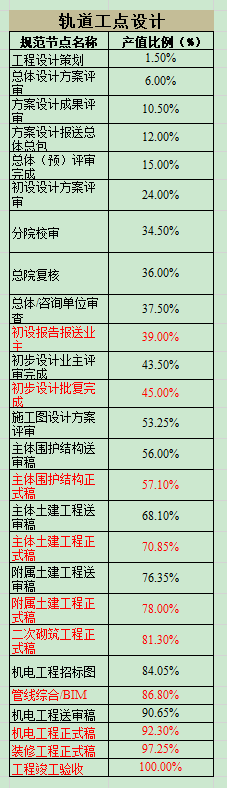 轨道工点设计
规范节点名称 产值比例（%）
工程设计策划 1.50%
总体设计方案评
审 6.00%
方案设计成果评
审 10.50%
方案设计报送总
体总包 12.00%
总体（预）评审
完成 15.00%
初设设计方案评
审 24.00%
分院校审 34.50%
总院复核 36.00%
总体/咨询单位审
查 37.50%
初设报告报送业
主 39.00%
初步设计业主评
审完成 43.50%
初步设计批复完
成 45.00%
施工图设计方案
评审 53.25%
主体围护结构送
审稿 56.00%
主体围护结构正
式稿 57.10%
主体土建工程送
审稿 68.10%
主体土建工程正
式稿 70.85%
附属土建工程送
审稿 76.35%
附属土建工程正
式稿 78.00%
二次砌筑工程正
式稿 81.30%
机电工程招标图 84.05%
管线综合/BIM 86.80%
机电工程送审稿 90.65%
机电工程正式稿 92.30%
装修工程正式稿 97.25%
工程竣工验收 100.00%